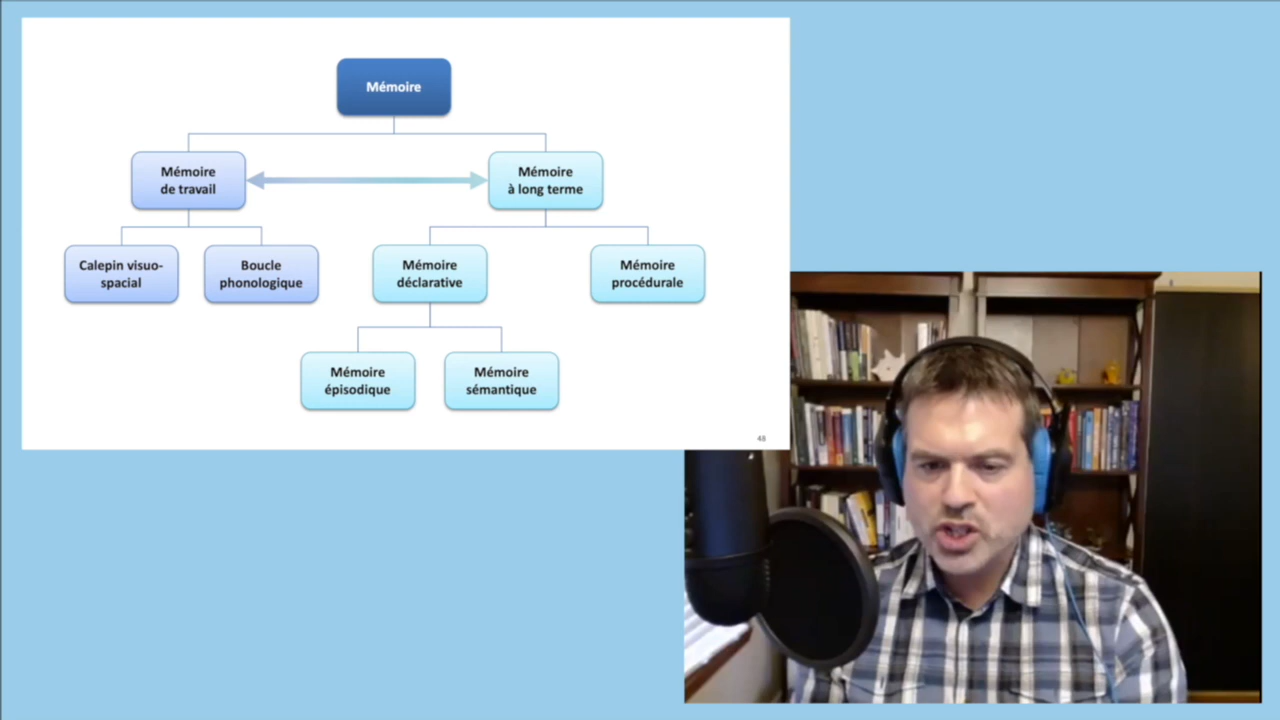 Mémoire
Mémoire
de travail
Mémoire
à long terme
Calepin visuo-
spacial
Boucle
phonologique
Mémoire
déclarative
Mémoire
procédurale
Mémoire
épisodique
Mémoire
sémantique
48